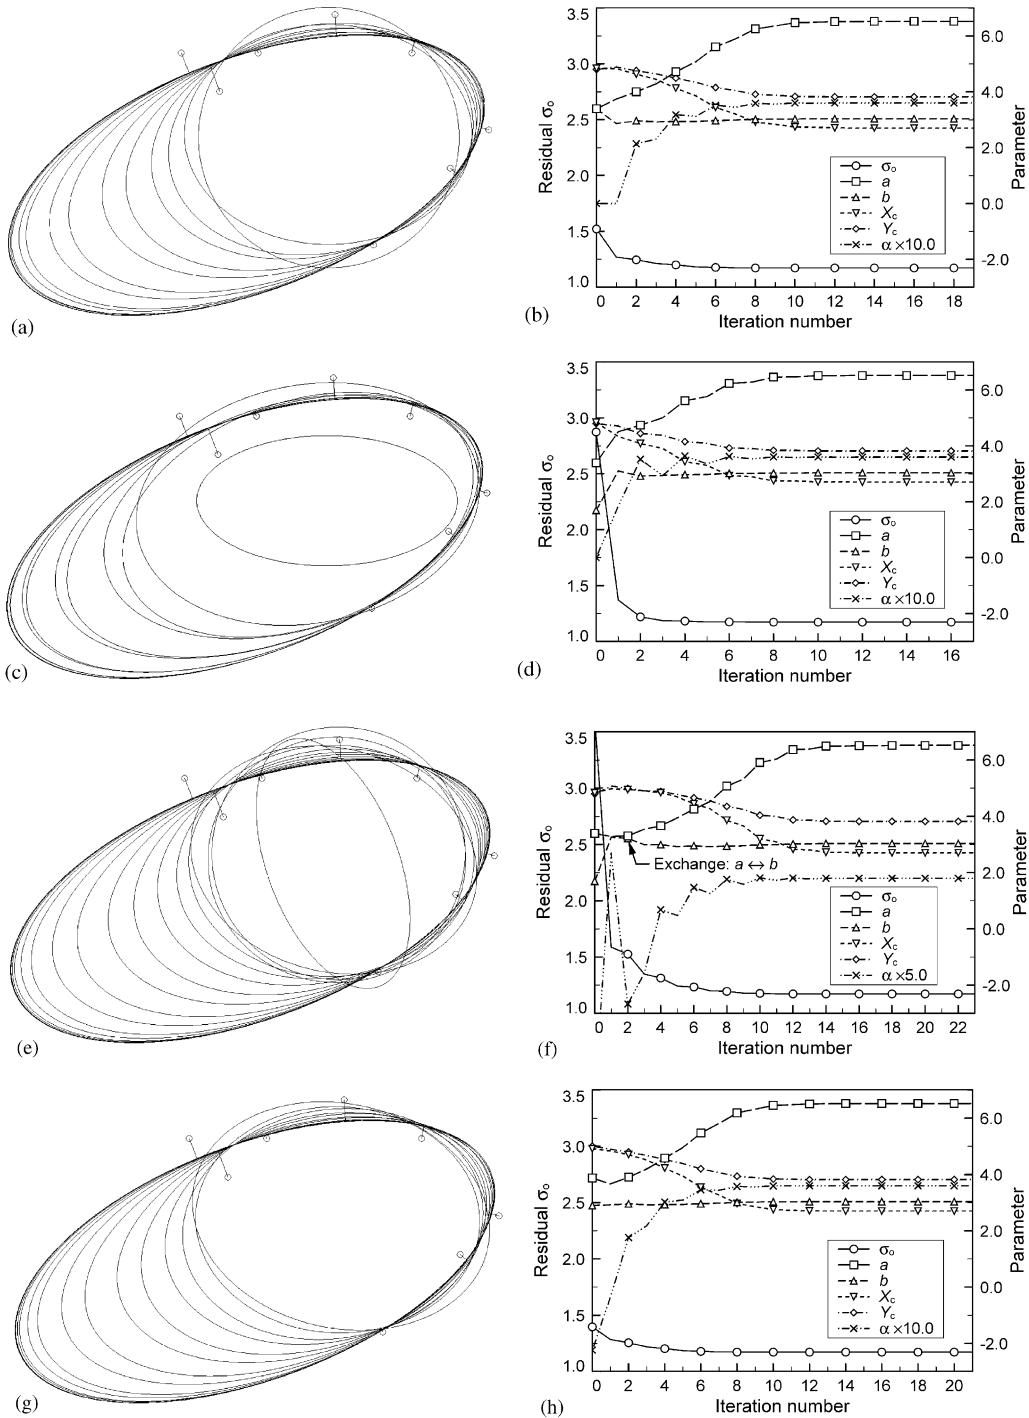 (a)
3.5
3.0
2.5
2.0
1.5
1.0
Residual σₒ
6.0
4.0
2.0
0.0
-2.0
Parameter
σₒ
a
b
X꜀
Y꜀
α ×10.0
0 2 4 6 8 10 12 14 16 18
Iteration number
(b)
(c)
3.5
3.0
2.5
2.0
1.5
1.0
Residual σₒ
6.0
4.0
2.0
0.0
-2.0
Parameter
σₒ
a
b
X꜀
Y꜀
α ×10.0
0 2 4 6 8 10 12 14 16
Iteration number
(d)
(e)
3.5
3.0
2.5
2.0
1.5
1.0
Residual σₒ
6.0
4.0
2.0
0.0
-2.0
Parameter
Exchange: a ↔ b
σₒ
a
b
X꜀
Y꜀
α ×5.0
0 2 4 6 8 10 12 14 16 18 20 22
Iteration number
(f)
(g)
3.5
3.0
2.5
2.0
1.5
1.0
Residual σₒ
6.0
4.0
2.0
0.0
-2.0
Parameter
σₒ
a
b
X꜀
Y꜀
α ×10.0
0 2 4 6 8 10 12 14 16 18 20
Iteration number
(h)